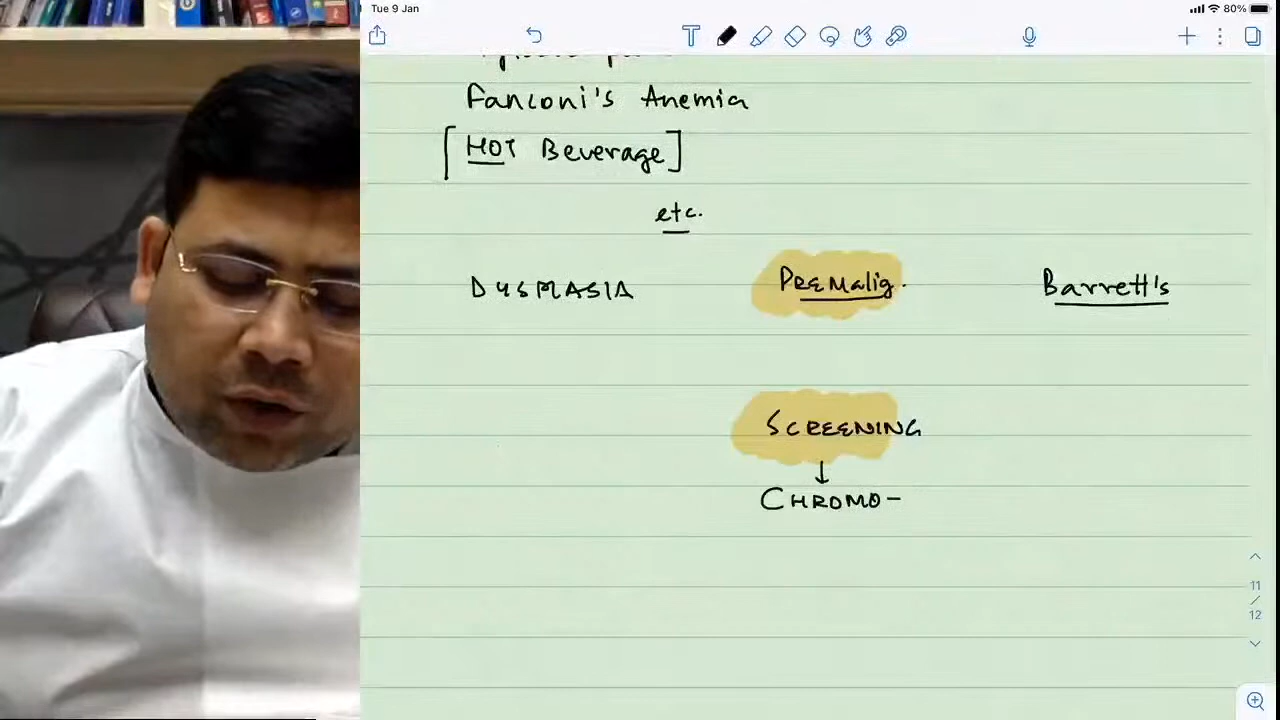 Tue 9 Jan 80%
T
Fanconi's Anemia
[HOT Beverage]
etc.
DYSPLASIA PREMalig. Barrett's
SCREENING
↓
CHROMO-
11
/
12